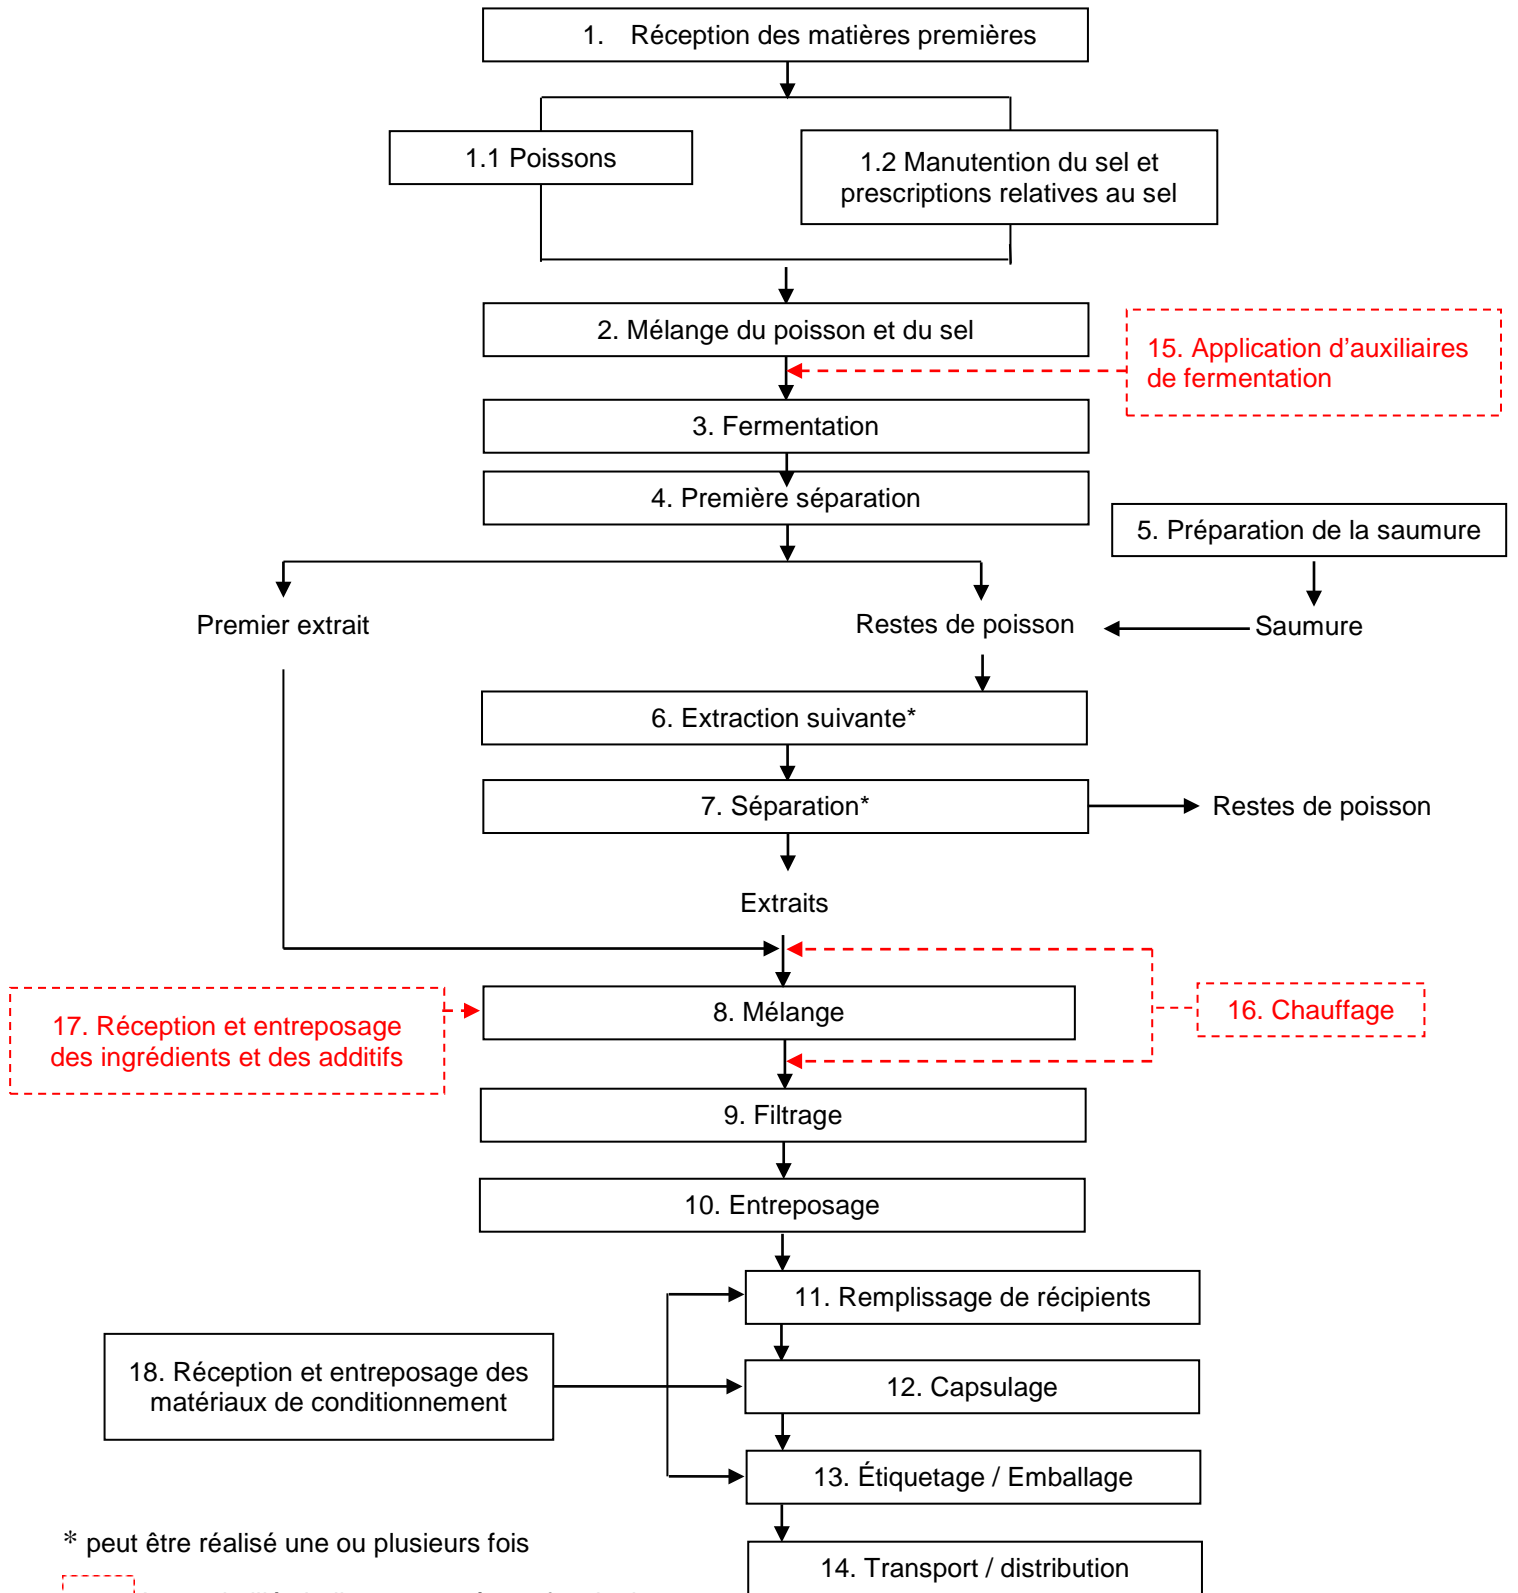 1. Réception des matières premières
1.1 Poissons
1.2 Manutention du sel et
prescriptions relatives au sel
2. Mélange du poisson et du sel
15. Application d’auxiliaires
de fermentation
3. Fermentation
4. Première séparation
5. Préparation de la saumure
Premier extrait
Restes de poisson
Saumure
6. Extraction suivante*
7. Séparation*
Restes de poisson
Extraits
17. Réception et entreposage
des ingrédients et des additifs
8. Mélange
16. Chauffage
9. Filtrage
10. Entreposage
11. Remplissage de récipients
18. Réception et entreposage des
matériaux de conditionnement
12. Capsulage
13. Étiquetage / Emballage
* peut être réalisé une ou plusieurs fois
14. Transport / distribution